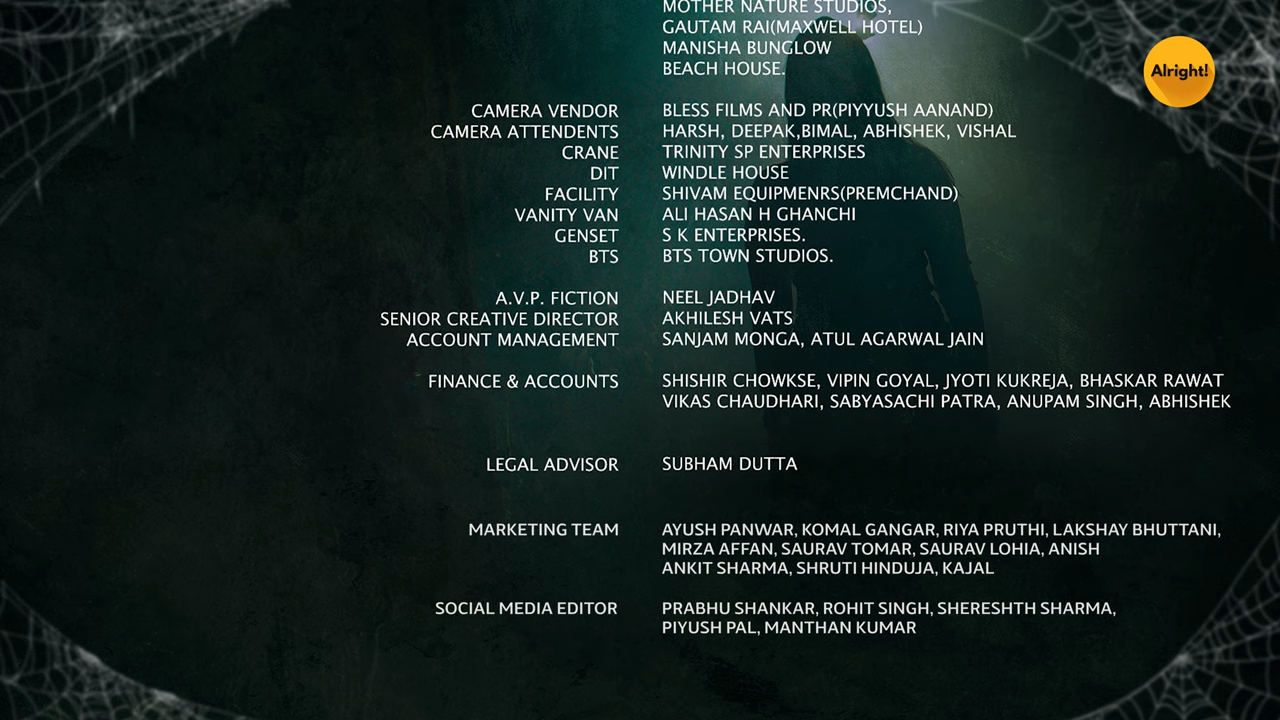 MOTHER NATURE STUDIOS,
GAUTAM RAI(MAXWELL HOTEL)
MANISHA BUNGLOW
BEACH HOUSE.
Alright!
CAMERA VENDOR BLESS FILMS AND PR(PIYYUSH AANAND)
CAMERA ATTENDENTS HARSH, DEEPAK,BIMAL, ABHISHEK, VISHAL
CRANE TRINITY SP ENTERPRISES
DIT WINDLE HOUSE
FACILITY SHIVAM EQUIPMENRS(PREMCHAND)
VANITY VAN ALI HASAN H GHANCHI
GENSET S K ENTERPRISES.
BTS BTS TOWN STUDIOS.
A.V.P. FICTION NEEL JADHAV
SENIOR CREATIVE DIRECTOR AKHILESH VATS
ACCOUNT MANAGEMENT SANJAM MONGA, ATUL AGARWAL JAIN
FINANCE & ACCOUNTS SHISHIR CHOWKSE, VIPIN GOYAL, JYOTI KUKREJA, BHASKAR RAWAT
VIKAS CHAUDHARI, SABYASACHI PATRA, ANUPAM SINGH, ABHISHEK
LEGAL ADVISOR SUBHAM DUTTA
MARKETING TEAM AYUSH PANWAR, KOMAL GANGAR, RIYA PRUTHI, LAKSHAY BHUTTANI,
MIRZA AFFAN, SAURAV TOMAR, SAURAV LOHIA, ANISH
ANKIT SHARMA, SHRUTI HINDUJA, KAJAL
SOCIAL MEDIA EDITOR PRABHU SHANKAR, ROHIT SINGH, SHERESHTH SHARMA,
PIYUSH PAL, MANTHAN KUMAR